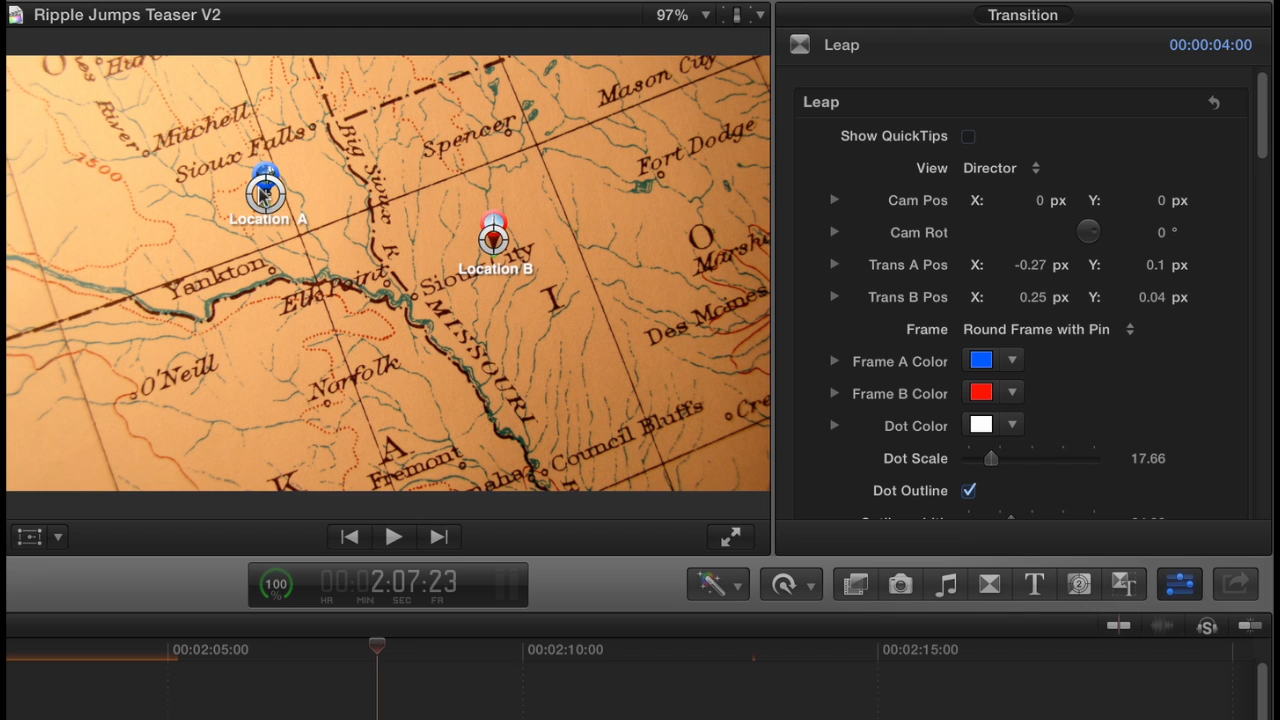 Ripple Jumps Teaser V2
97%
Transition
Leap
00:00:04:00
Leap
Show QuickTips
View Director
Cam Pos X: 0 px Y: 0 px
Cam Rot 0 °
Trans A Pos X: -0.27 px Y: 0.1 px
Trans B Pos X: 0.25 px Y: 0.04 px
Frame Round Frame with Pin
Frame A Color
Frame B Color
Dot Color
Dot Scale 17.66
Dot Outline
River
Mitchell
Sioux Falls
1500
Big Sioux R
Spencer
Mason City
Fort Dodge
Location A
Location B
Yankton
Elk Point
Sioux City
MISSOURI
I
O
Des Moines
O'Neill
Norfolk
A
K
Fremont
Council Bluffs
100
%
00:02:07:23
HR MIN SEC FR
T
00:02:05:00
00:02:10:00
00:02:15:00